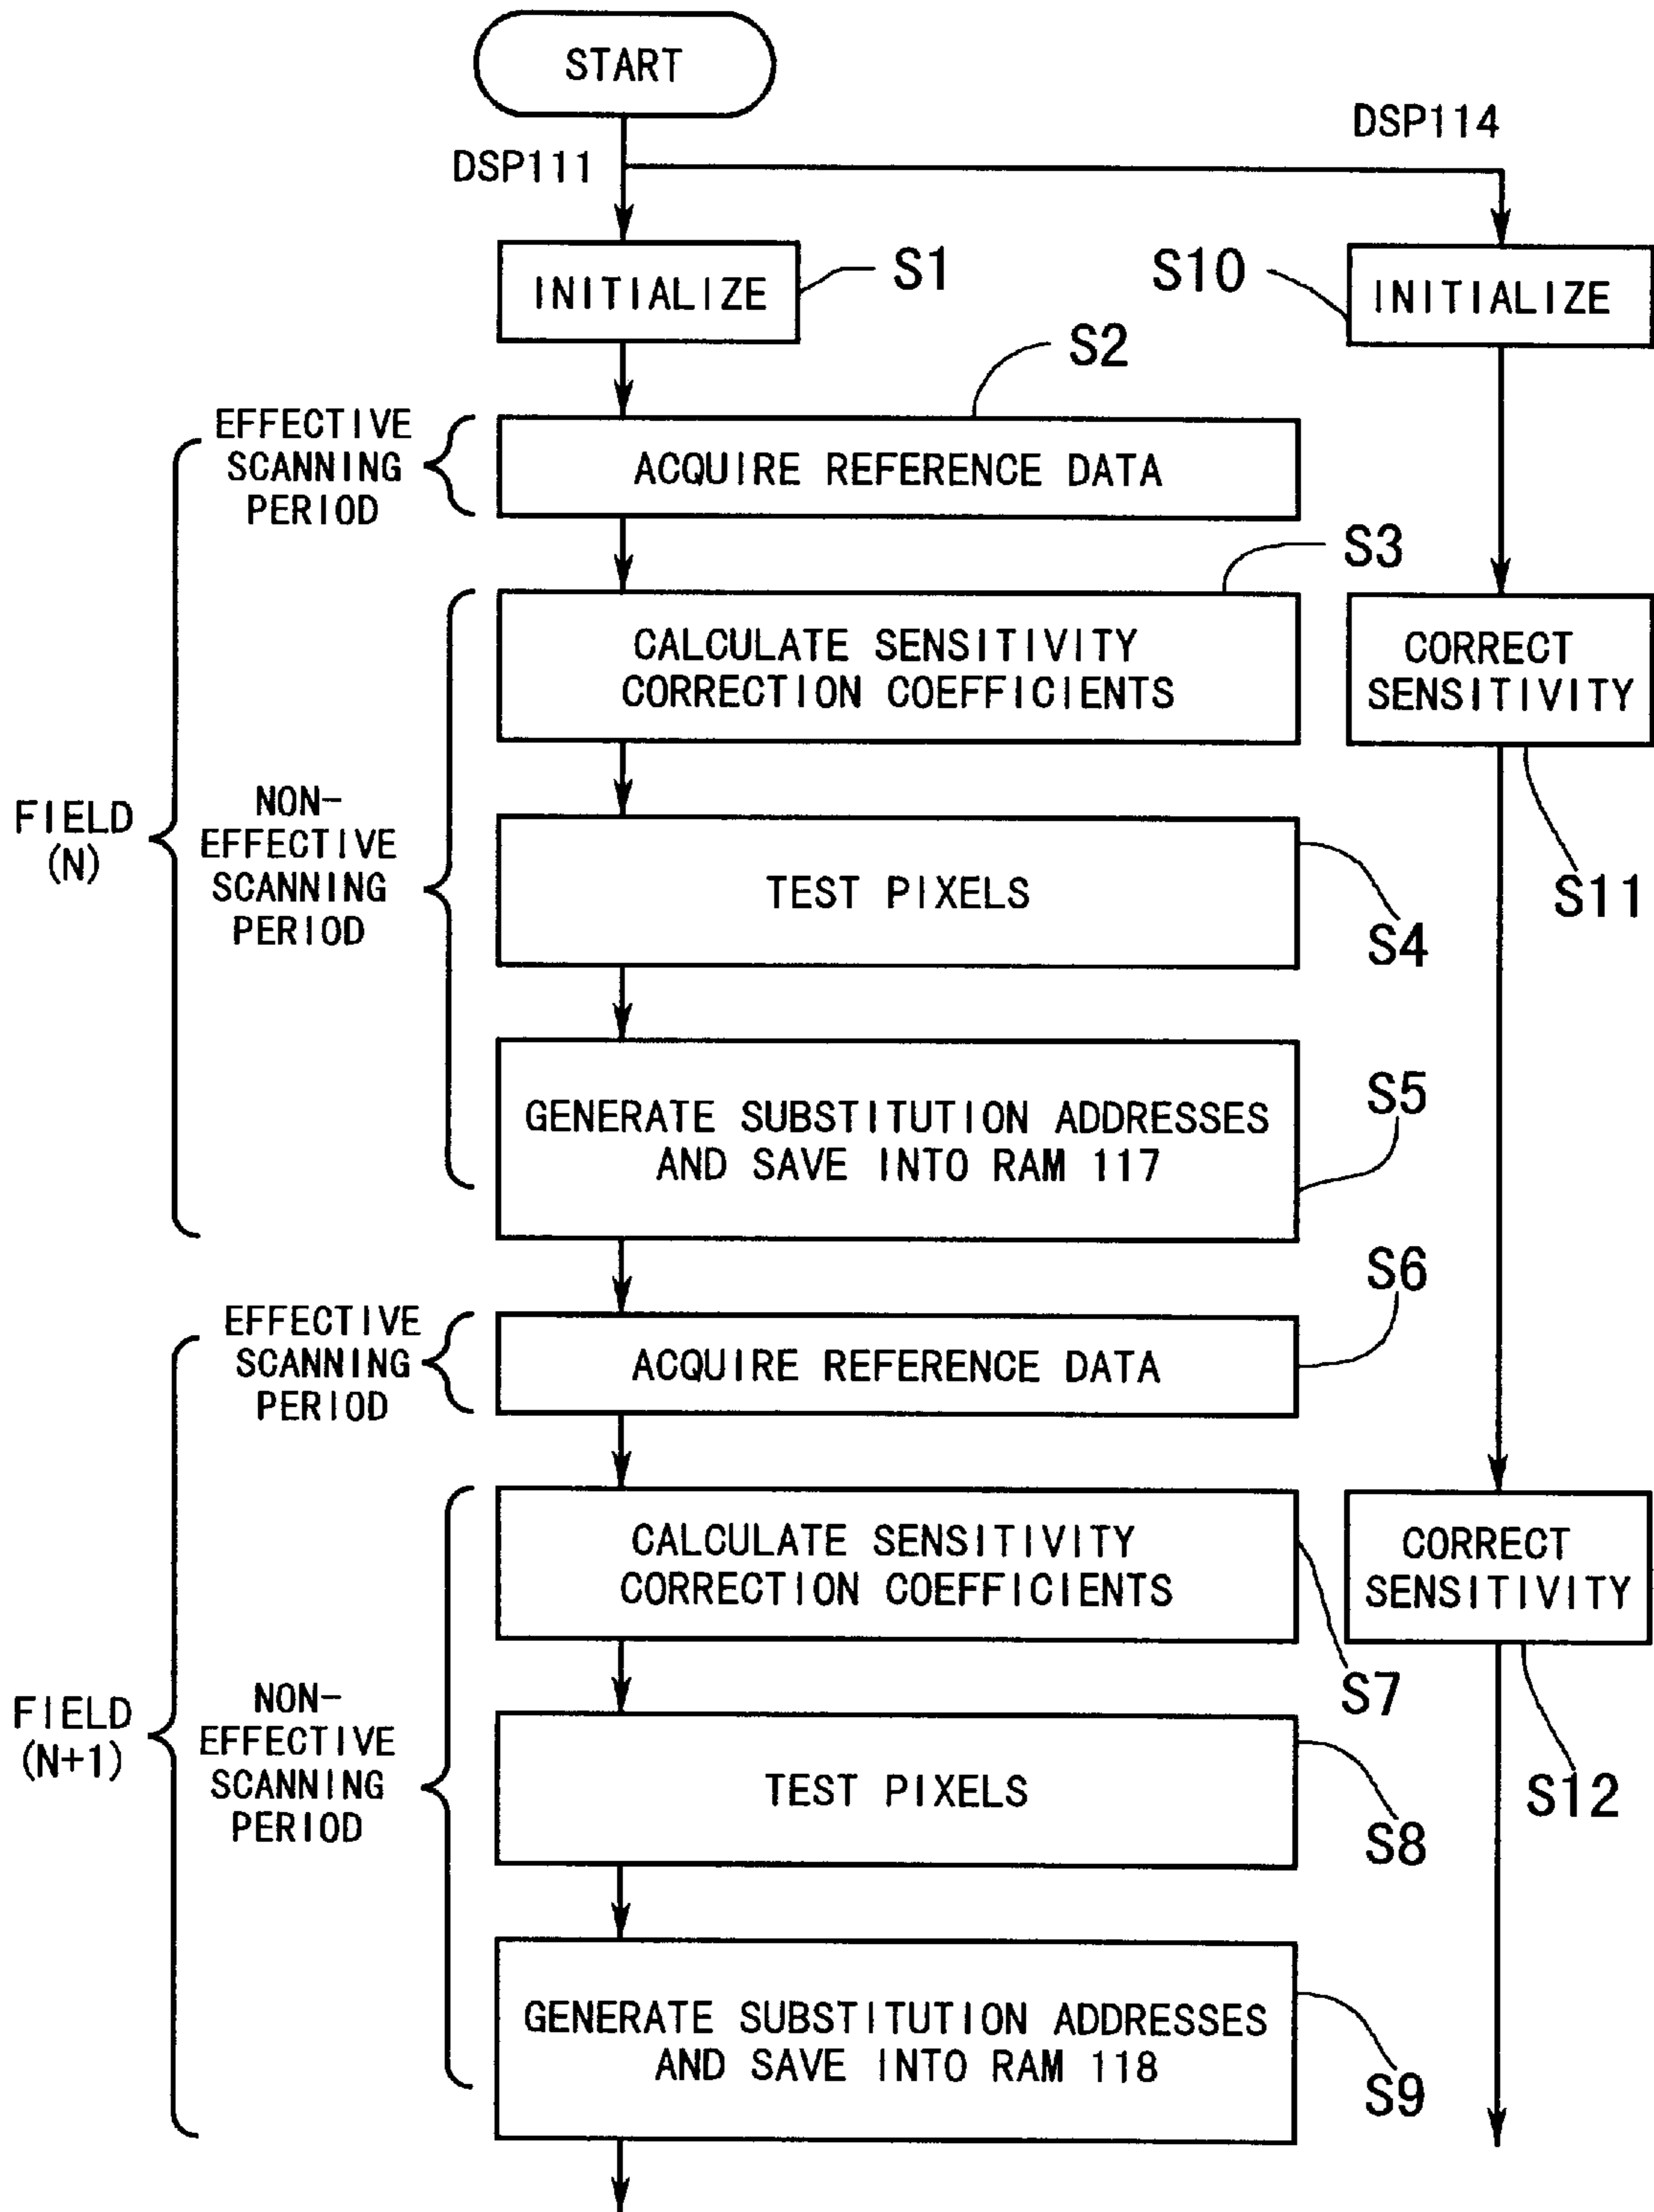 START
DSP114
DSP111
INITIALIZE
S1
S10
INITIALIZE
S2
EFFECTIVE
SCANNING
PERIOD
ACQUIRE REFERENCE DATA
S3
CALCULATE SENSITIVITY
CORRECTION COEFFICIENTS
CORRECT
SENSITIVITY
FIELD
(N)
NON-
EFFECTIVE
SCANNING
PERIOD
TEST PIXELS
S4
S11
GENERATE SUBSTITUTION ADDRESSES
AND SAVE INTO RAM 117
S5
S6
EFFECTIVE
SCANNING
PERIOD
ACQUIRE REFERENCE DATA
CALCULATE SENSITIVITY
CORRECTION COEFFICIENTS
CORRECT
SENSITIVITY
S7
FIELD
(N+1)
NON-
EFFECTIVE
SCANNING
PERIOD
TEST PIXELS
S8
S12
GENERATE SUBSTITUTION ADDRESSES
AND SAVE INTO RAM 118
S9